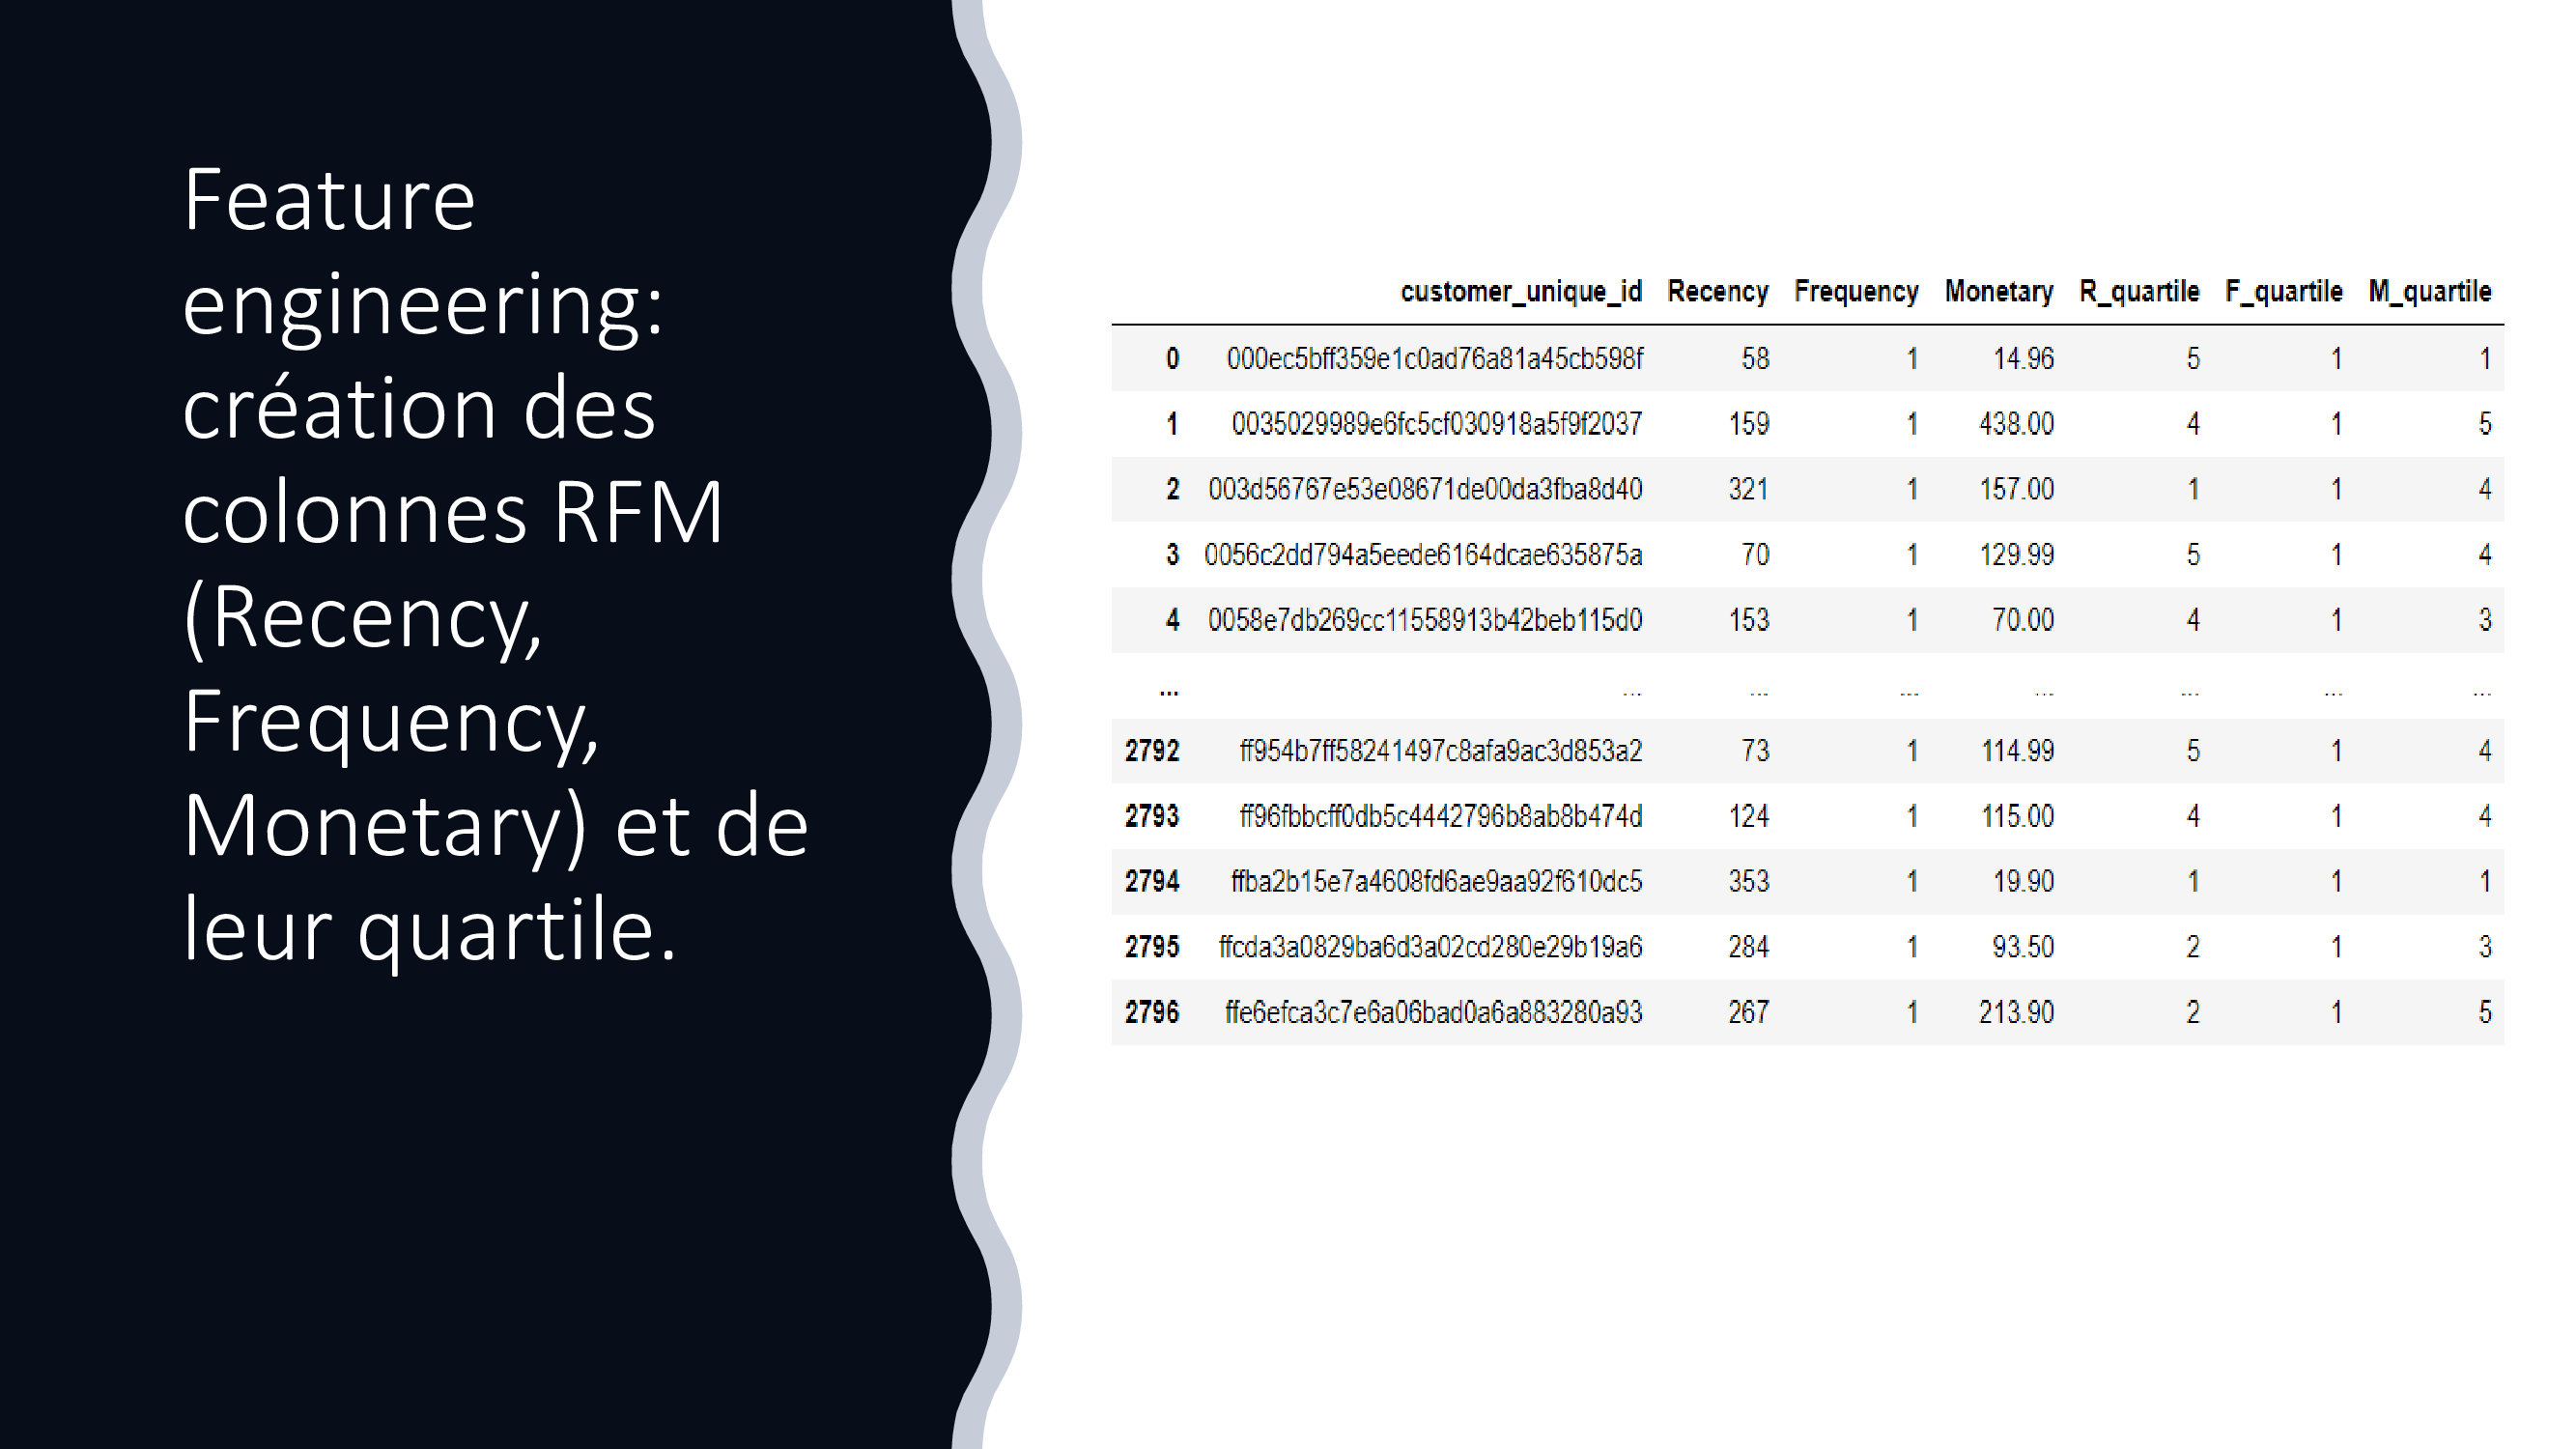 Feature
engineering:
création des
colonnes RFM
(Recency,
Frequency,
Monetary) et de
leur quartile.
customer_unique_id Recency Frequency Monetary R_quartile F_quartile M_quartile
0 000ec5bff359e1c0ad76a81a45cb598f 58 1 14.96 5 1 1
1 0035029989e6fc5cf030918a5f9f2037 159 1 438.00 4 1 5
2 003d56767e53e08671de00da3fba8d40 321 1 157.00 1 1 4
3 0056c2dd794a5eede6164dcae635875a 70 1 129.99 5 1 4
4 0058e7db269cc11558913b42beb115d0 153 1 70.00 4 1 3
... ... ... ... ... ... ... ...
2792 ff954b7ff58241497c8afa9ac3d853a2 73 1 114.99 5 1 4
2793 ff96fbbcff0db5c4442796b8ab8b474d 124 1 115.00 4 1 4
2794 ffba2b15e7a4608fd6ae9aa92f610dc5 353 1 19.90 1 1 1
2795 ffcda3a0829ba6d3a02cd280e29b19a6 284 1 93.50 2 1 3
2796 ffe6efca3c7e6a06bad0a6a883280a93 267 1 213.90 2 1 5